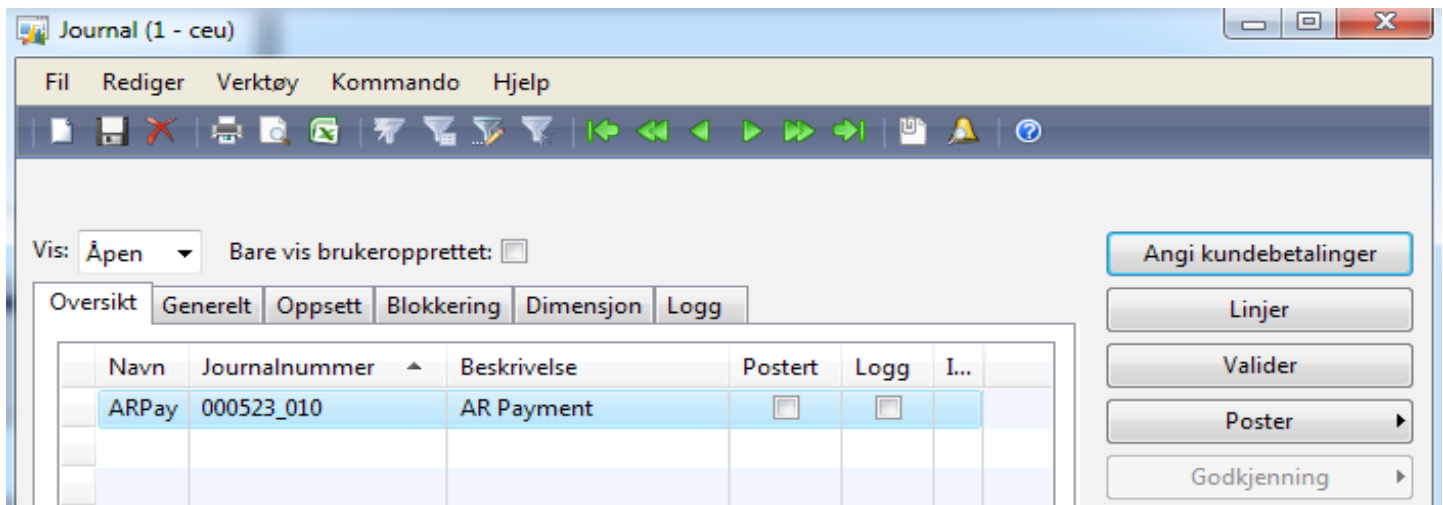 Journal (1 - ceu)
Fil Rediger Verktøy Kommando Hjelp
Vis: Åpen Bare vis brukeropprettet:
Angi kundebetalinger
Oversikt Generelt Oppsett Blokkering Dimensjon Logg
Linjer
Navn Journalnummer Beskrivelse Postert Logg I...
Valider
ARPay 000523_010 AR Payment
Poster
Godkjenning